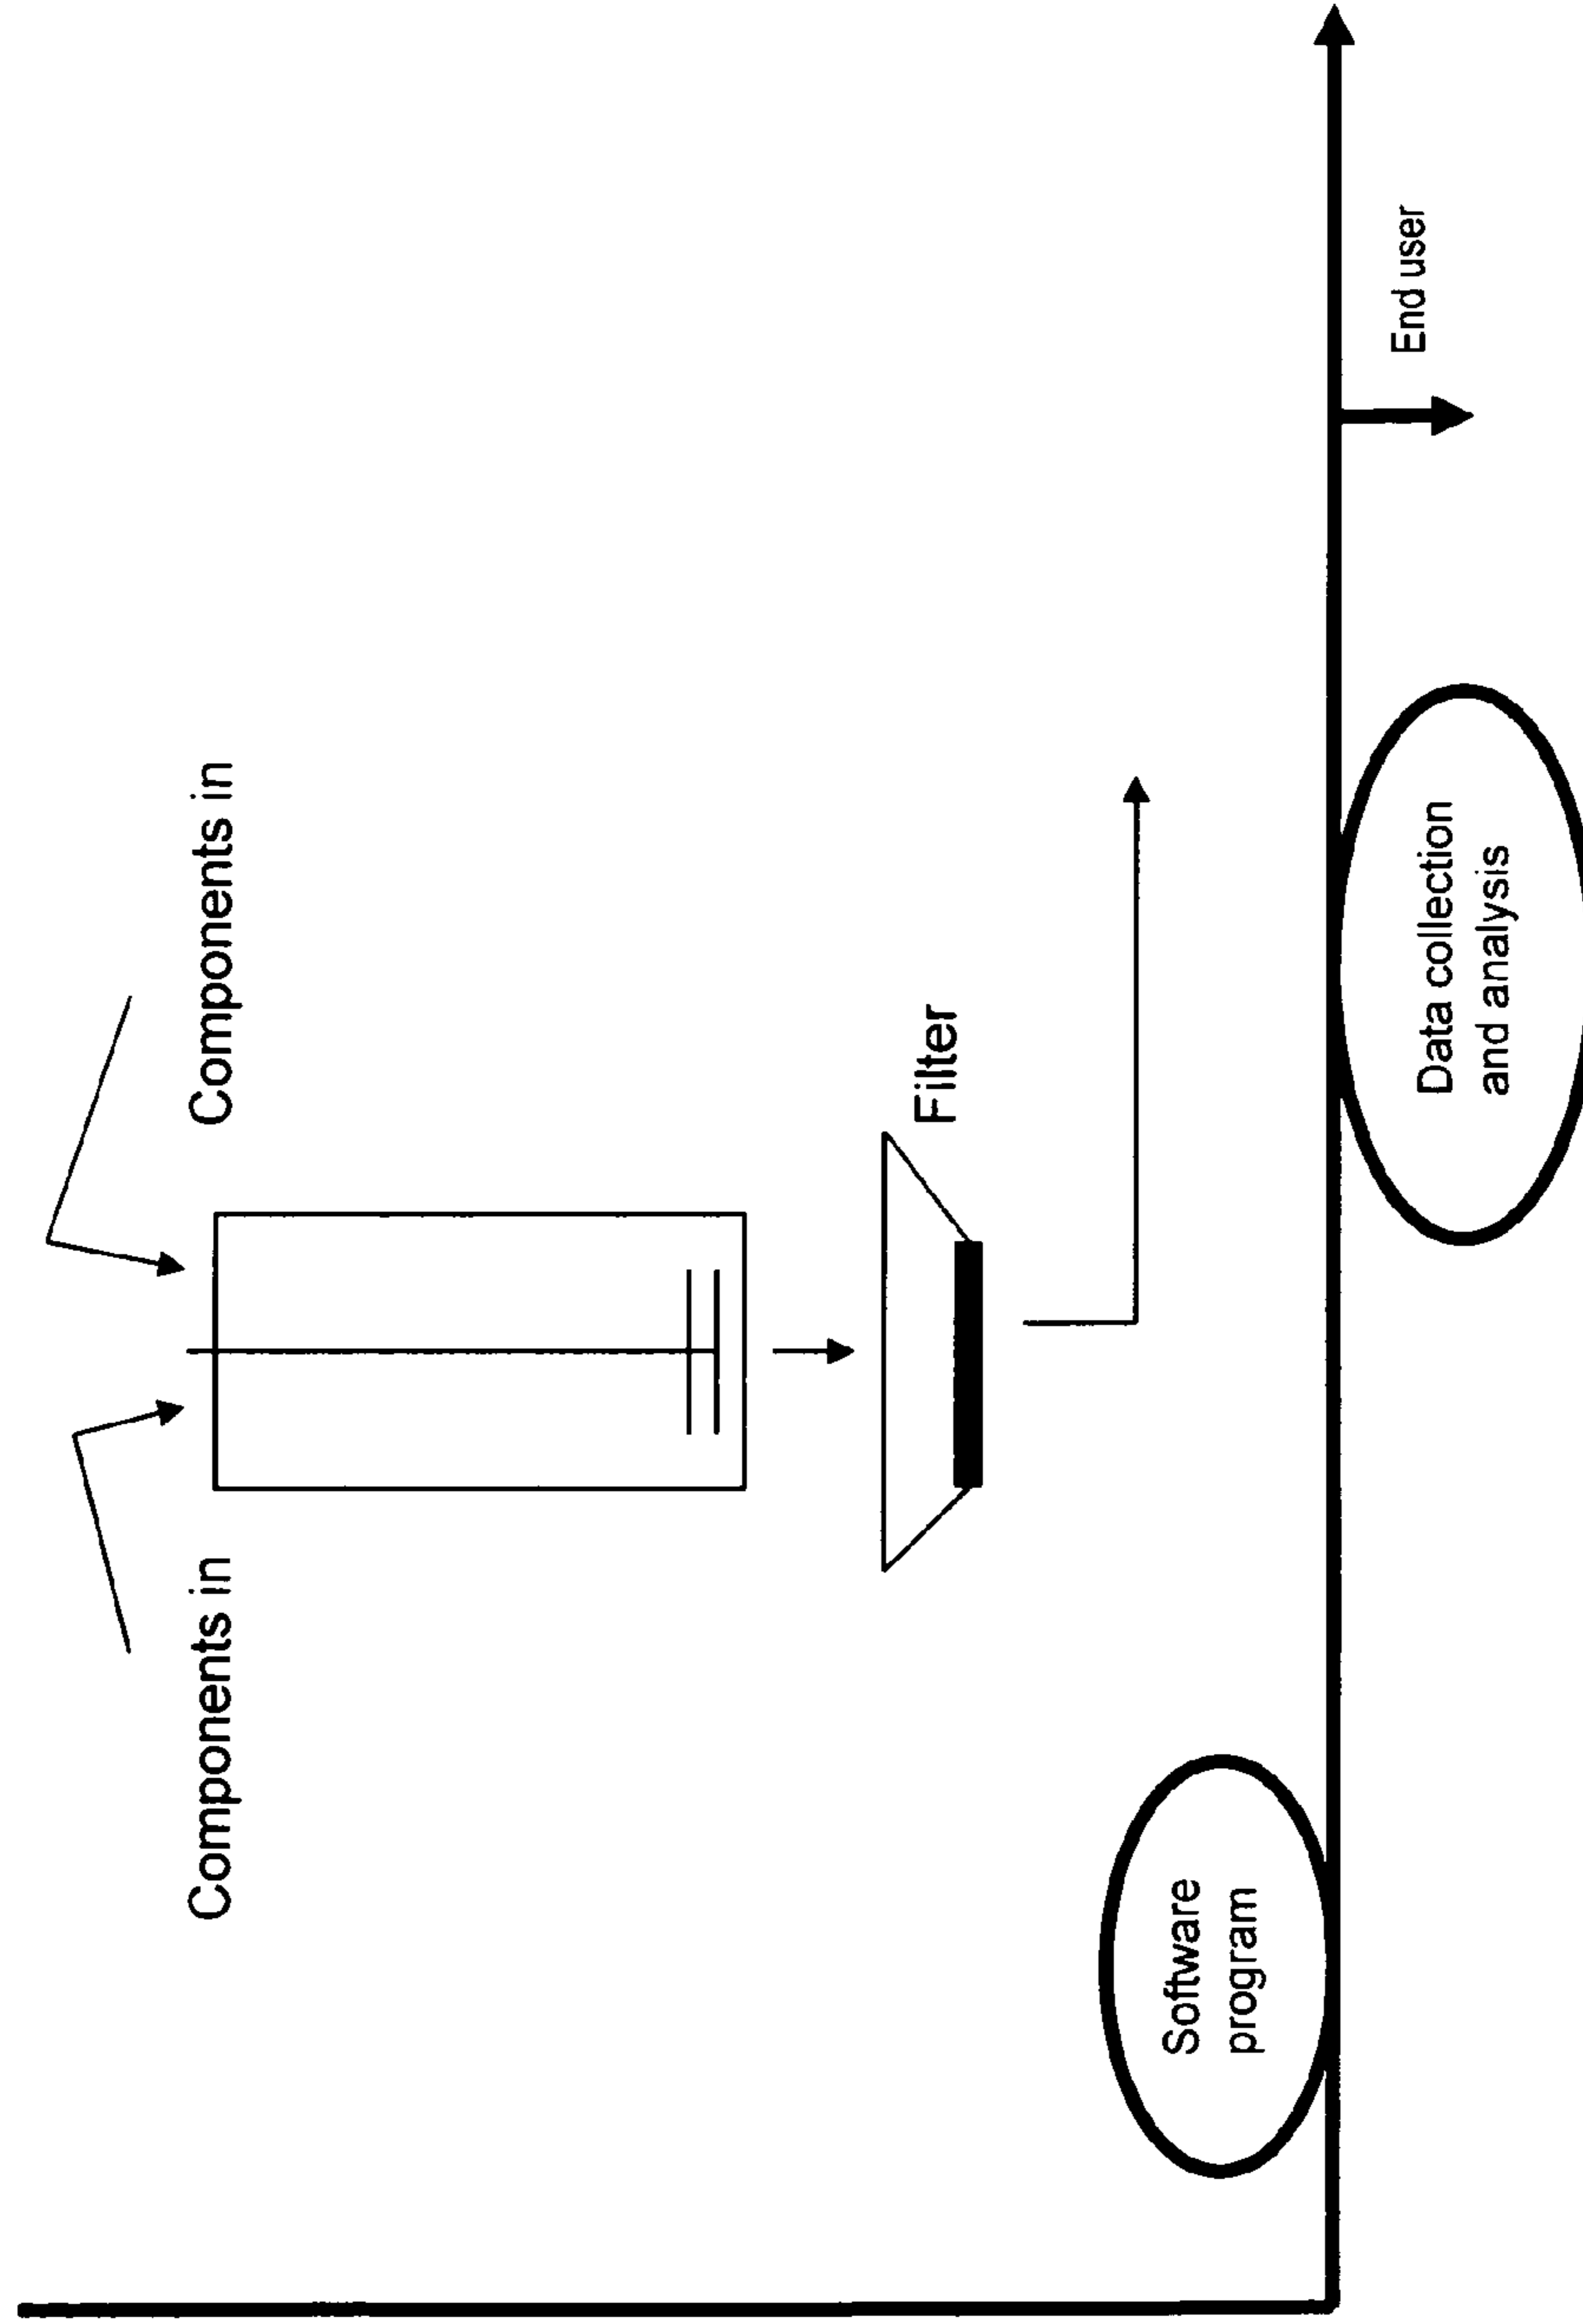 Components in
Components in
Filter
Software
program
Data collection
and analysis
End user